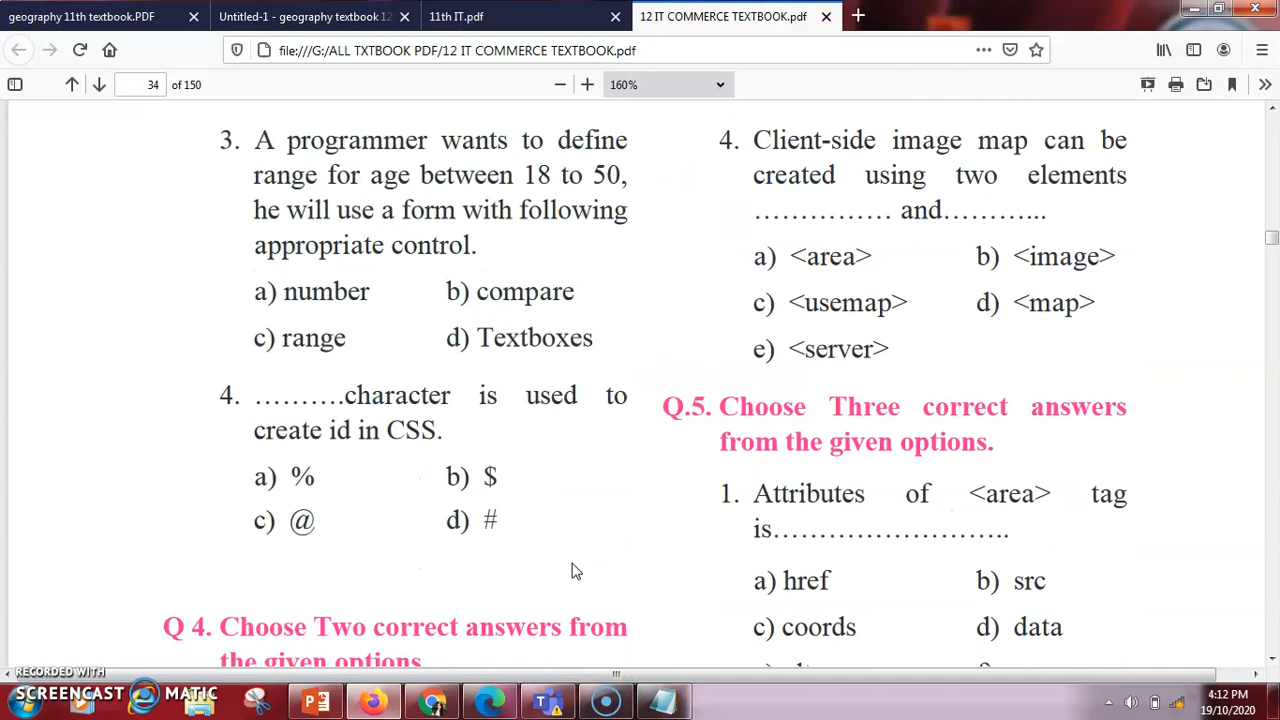 geography 11th textbook.PDF
Untitled-1 - geography textbook 12
11th IT.pdf
12 IT COMMERCE TEXTBOOK.pdf
file:///G:/ALL TXTBOOK PDF/12 IT COMMERCE TEXTBOOK.pdf
34 of 150
160%
3. A programmer wants to define
range for age between 18 to 50,
he will use a form with following
appropriate control.
a) number b) compare
c) range d) Textboxes
4. ……….character is used to
create id in CSS.
a) % b) $
c) @ d) #
Q 4. Choose Two correct answers from
the given options.
4. Client-side image map can be
created using two elements
…………… and………...
a) <area> b) <image>
c) <usemap> d) <map>
e) <server>
Q.5. Choose Three correct answers
from the given options.
1. Attributes of <area> tag
is……………………..
a) href b) src
c) coords d) data
RECORDED WITH
SCREENCAST MATIC
4:12 PM
19/10/2020